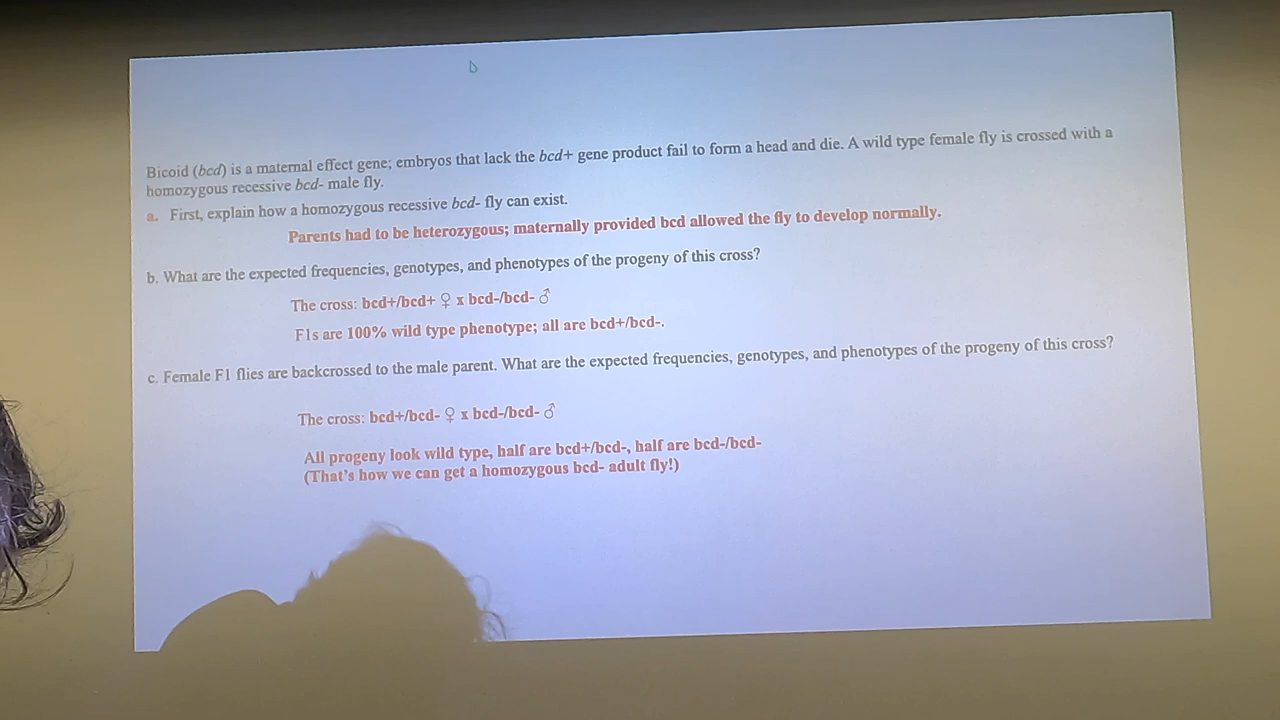 Bicoid (bcd) is a maternal effect gene; embryos that lack the bcd+ gene product fail to form a head and die. A wild type female fly is crossed with a
homozygous recessive bcd- male fly.
a. First, explain how a homozygous recessive bcd- fly can exist.
Parents had to be heterozygous; maternally provided bcd allowed the fly to develop normally.
b. What are the expected frequencies, genotypes, and phenotypes of the progeny of this cross?
The cross: bcd+/bcd+ ♀ x bcd-/bcd- ♂
F1s are 100% wild type phenotype; all are bcd+/bcd-.
c. Female F1 flies are backcrossed to the male parent. What are the expected frequencies, genotypes, and phenotypes of the progeny of this cross?
The cross: bcd+/bcd- ♀ x bcd-/bcd- ♂
All progeny look wild type, half are bcd+/bcd-, half are bcd-/bcd-
(That's how we can get a homozygous bcd- adult fly!)